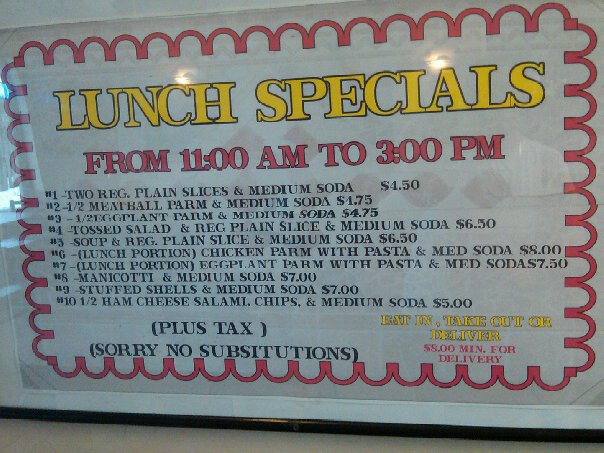 LUNCH SPECIALS
FROM 11:00 AM TO 3:00 PM
#1 -TWO REG. PLAIN SLICES & MEDIUM SODA $4.50
#2-1/2 MEATBALL PARM & MEDIUM SODA $4.75
#3 -1/2EGGPLANT PARM & MEDIUM SODA $4.75
#4 -TOSSED SALAD & REG PLAIN SLICE & MEDIUM SODA $6.50
#5 -SOUP & REG. PLAIN SLICE & MEDIUM SODA $6.50
#6 -(LUNCH PORTION) CHICKEN PARM WITH PASTA & MED SODA $8.00
#7 -(LUNCH PORTION) EGGPLANT PARM WITH PASTA & MED SODA$7.50
#8 -MANICOTTI & MEDIUM SODA $7.00
#9 -STUFFED SHELLS & MEDIUM SODA $7.00
#10 1/2 HAM CHEESE SALAMI, CHIPS, & MEDIUM SODA $5.00
(PLUS TAX )
(SORRY NO SUBSITUTIONS)
EAT IN , TAKE OUT OR
DELIVER
$8.00 MIN. FOR
DELIVERY